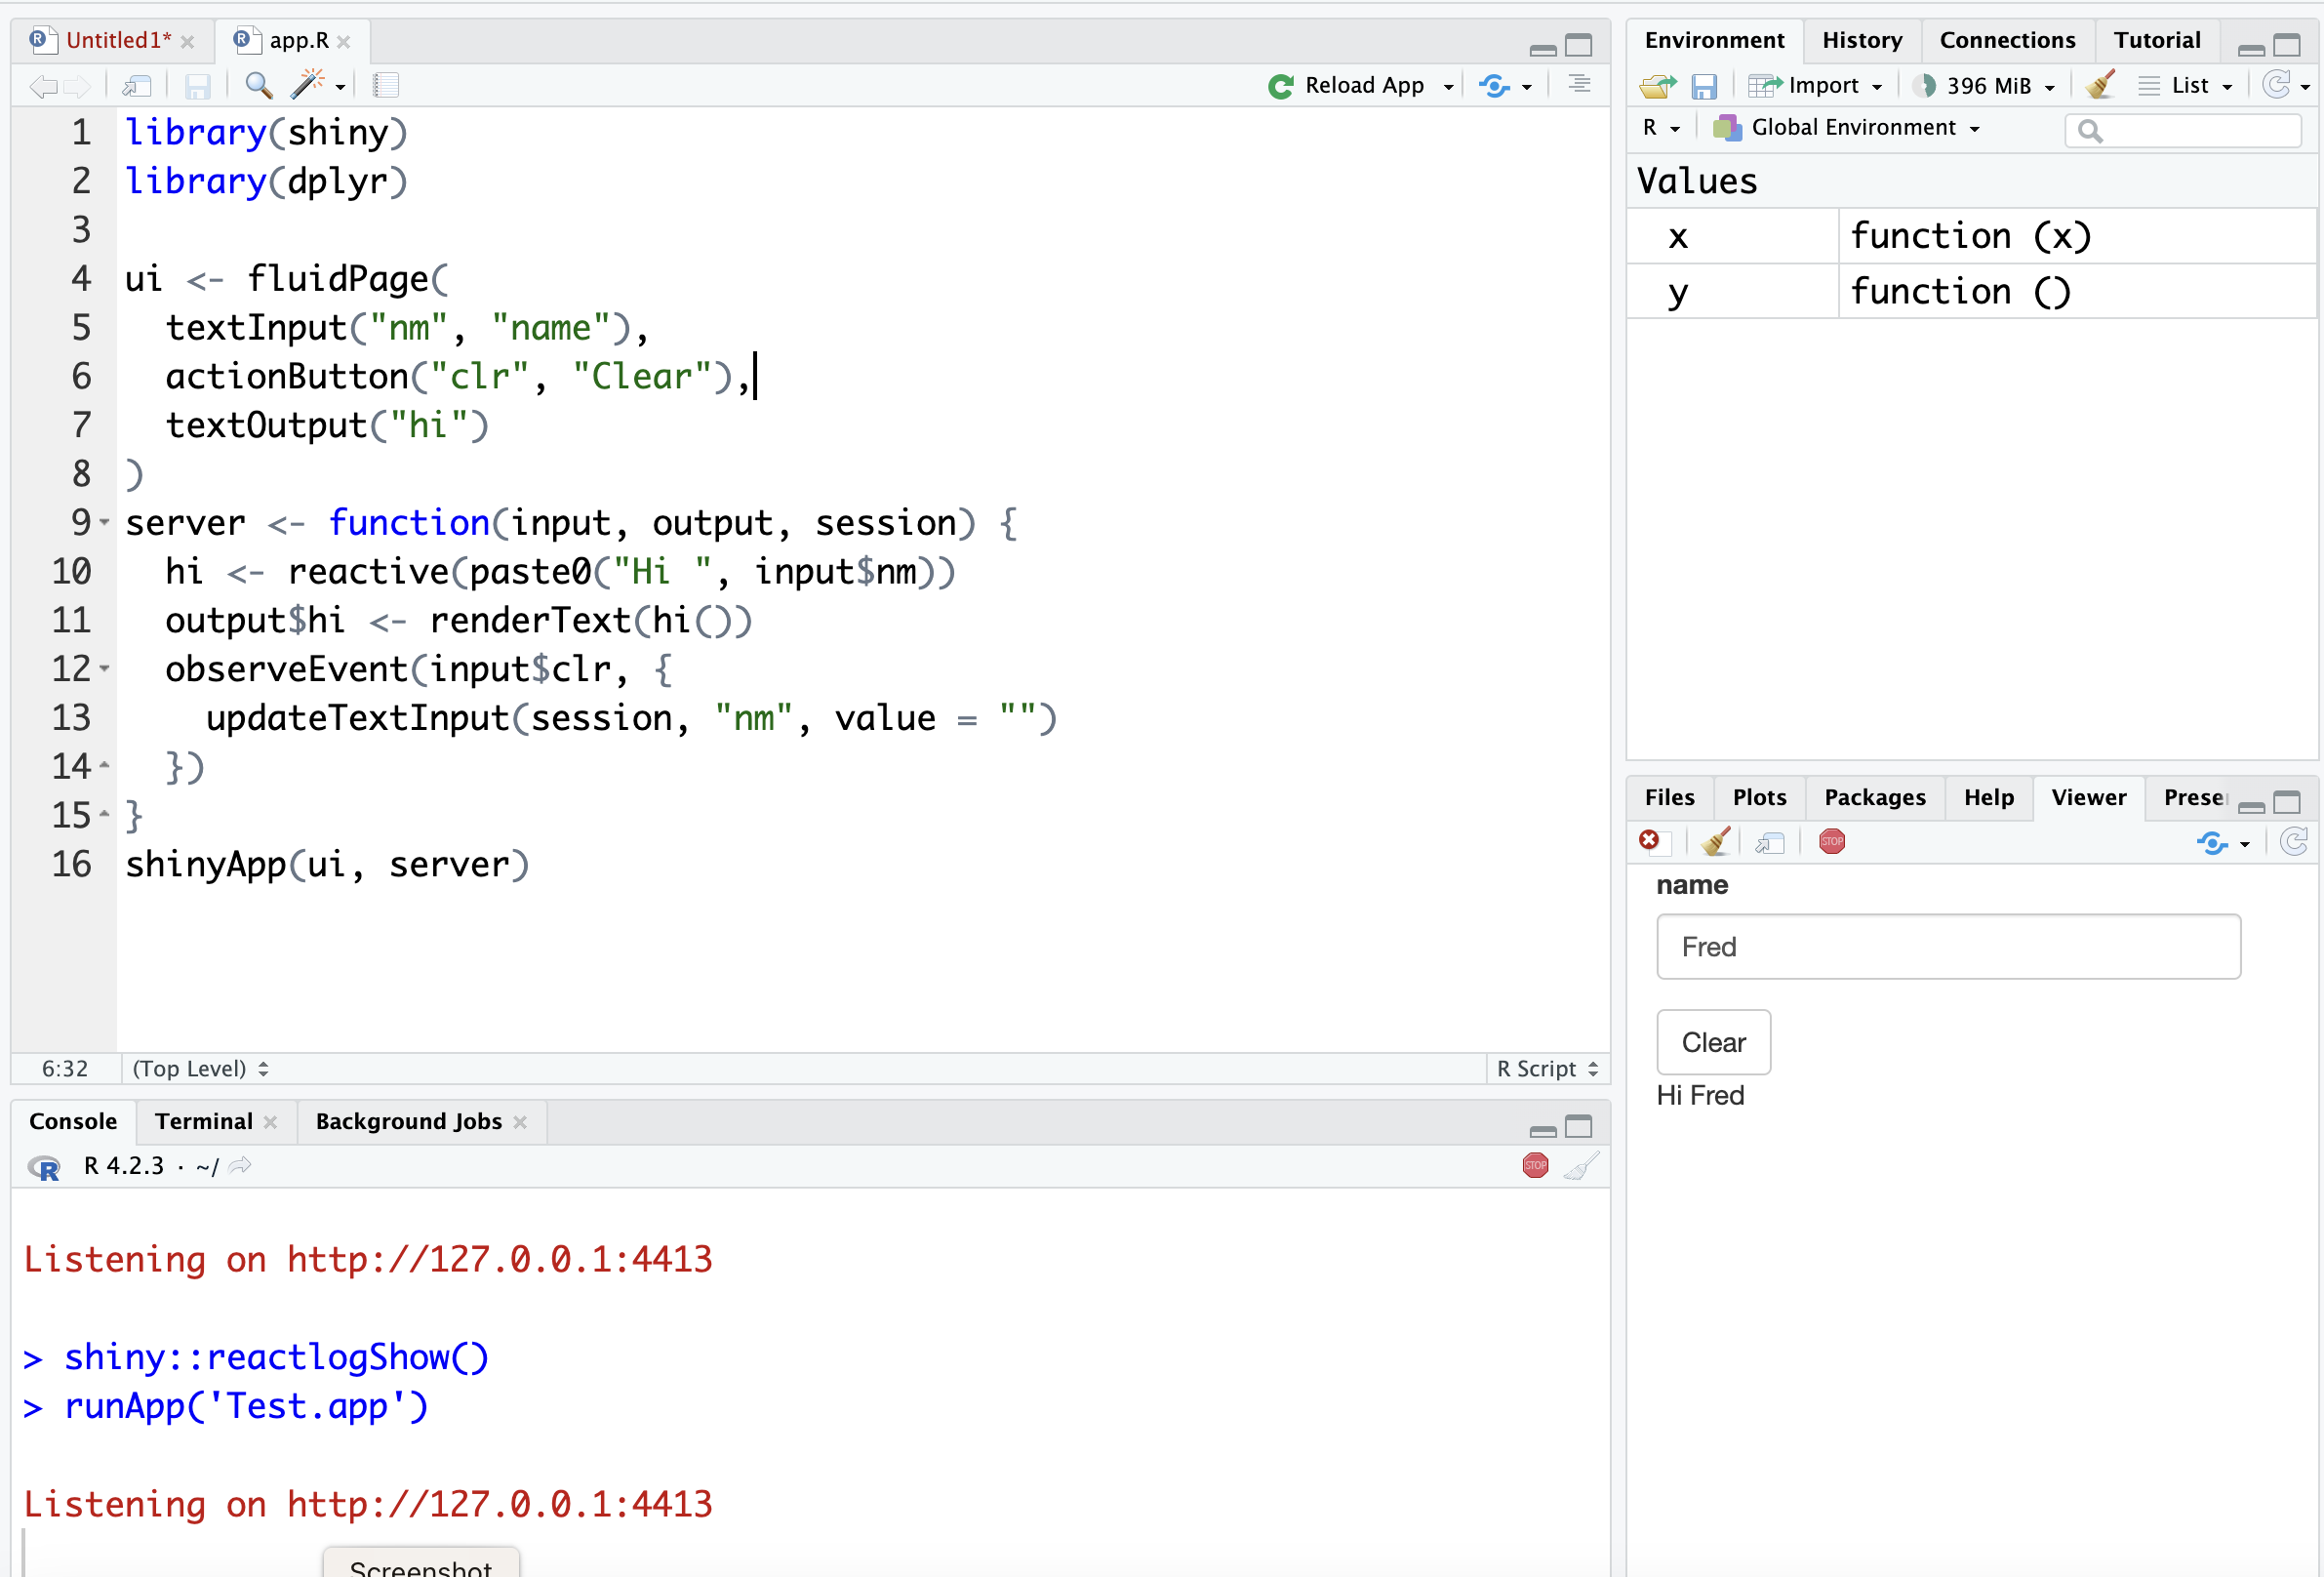 Untitled1*
app.R
Reload App
1 library(shiny)
2 library(dplyr)
3
4 ui <- fluidPage(
5   textInput("nm", "name"),
6   actionButton("clr", "Clear"),
7   textOutput("hi")
8 )
9 server <- function(input, output, session) {
10   hi <- reactive(paste0("Hi ", input$nm))
11   output$hi <- renderText(hi())
12   observeEvent(input$clr, {
13     updateTextInput(session, "nm", value = "")
14   })
15 }
16 shinyApp(ui, server)
6:32 (Top Level) R Script
Console Terminal Background Jobs
R 4.2.3 · ~/
STOP
Listening on http://127.0.0.1:4413
> shiny::reactlogShow()
> runApp('Test.app')
Listening on http://127.0.0.1:4413
Screenshot
Environment History Connections Tutorial
Import 396 MiB List
R Global Environment
Values
x function (x)
y function ()
Files Plots Packages Help Viewer Prese
STOP
name
Fred
Clear
Hi Fred